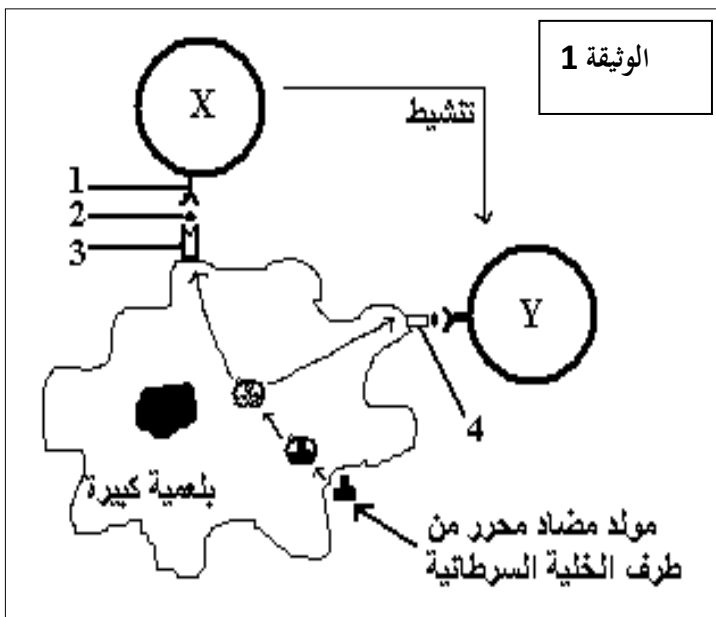 الوثيقة 1
X
تنشيط
1
2
3
Y
4
بلعمية كبيرة
مولد مضاد محرر من
طرف الخلية السرطانية